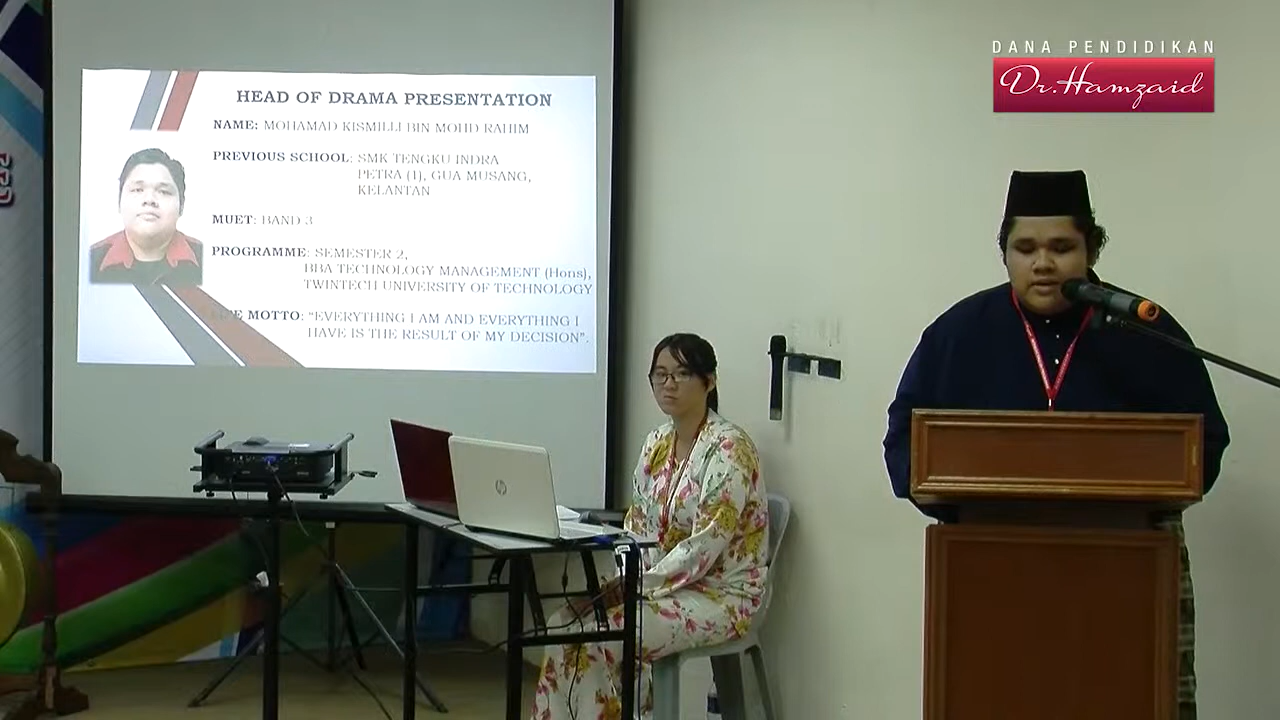 DANA PENDIDIKAN
Dr.Hamzaid
HEAD OF DRAMA PRESENTATION
NAME: MOHAMAD KISMILLI BIN MOHD RAHIM
PREVIOUS SCHOOL: SMK TENGKU INDRA
PETRA (1), GUA MUSANG,
KELANTAN
MUET: BAND 3
PROGRAMME: SEMESTER 2,
BBA TECHNOLOGY MANAGEMENT (Hons),
TWINTECH UNIVERSITY OF TECHNOLOGY
LIFE MOTTO: “EVERYTHING I AM AND EVERYTHING I
HAVE IS THE RESULT OF MY DECISION”.
hp